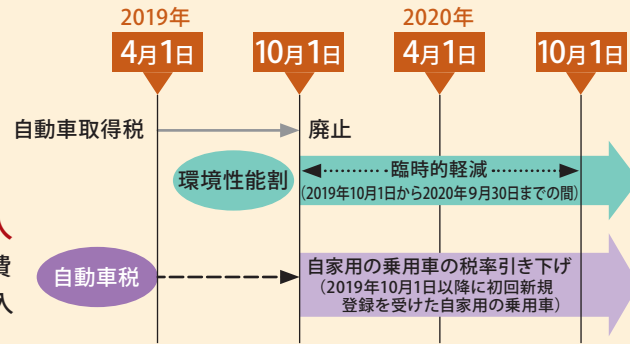 2019年
2020年
4月1日
10月1日
4月1日
10月1日
自動車取得税
廃止
環境性能割
臨時的軽減
(2019年10月1日から2020年9月30日までの間)
人
費
入
自動車税
自家用の乗用車の税率引き下げ
(2019年10月1日以降に初回新規
登録を受けた自家用の乗用車)